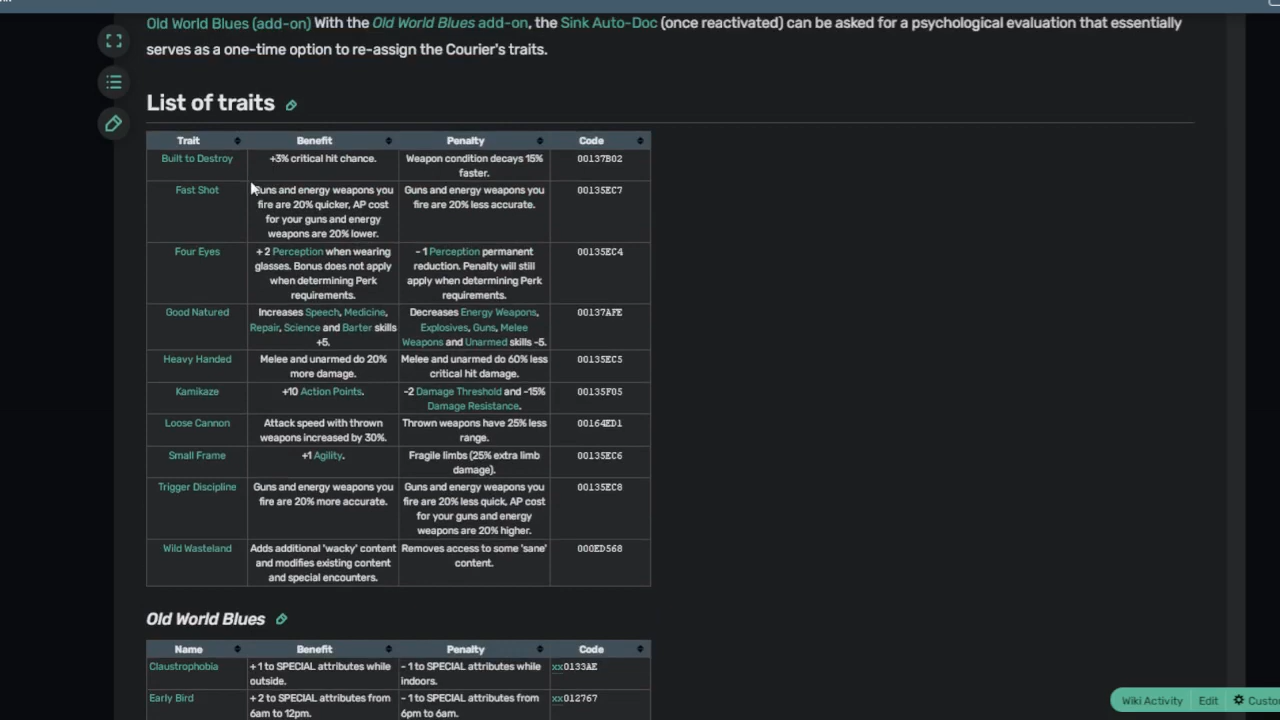 Old World Blues (add-on) With the Old World Blues add-on, the Sink Auto-Doc (once reactivated) can be asked for a psychological evaluation that essentially
serves as a one-time option to re-assign the Courier's traits.
List of traits
Trait Benefit Penalty Code
Built to Destroy +3% critical hit chance. Weapon condition decays 15% 00137B02
faster.
Fast Shot Guns and energy weapons you Guns and energy weapons you 00135EC7
fire are 20% quicker, AP cost fire are 20% less accurate.
for your guns and energy
weapons are 20% lower.
Four Eyes + 2 Perception when wearing - 1 Perception permanent 00135EC4
glasses. Bonus does not apply reduction. Penalty will still
when determining Perk apply when determining Perk
requirements. requirements.
Good Natured Increases Speech, Medicine, Decreases Energy Weapons, 00137AFE
Repair, Science and Barter skills Explosives, Guns, Melee
+5. Weapons and Unarmed skills -5.
Heavy Handed Melee and unarmed do 20% Melee and unarmed do 60% less 00135EC5
more damage. critical hit damage.
Kamikaze +10 Action Points. -2 Damage Threshold and -15% 00135F05
Damage Resistance.
Loose Cannon Attack speed with thrown Thrown weapons have 25% less 00164ED1
weapons increased by 30%. range.
Small Frame +1 Agility. Fragile limbs (25% extra limb 00135EC6
damage).
Trigger Discipline Guns and energy weapons you Guns and energy weapons you 00135EC8
fire are 20% more accurate. fire are 20% less quick, AP cost
for your guns and energy
weapons are 20% higher.
Wild Wasteland Adds additional 'wacky' content Removes access to some 'sane' 000ED568
and modifies existing content content.
and special encounters.
Old World Blues
Name Benefit Penalty Code
Claustrophobia + 1 to SPECIAL attributes while - 1 to SPECIAL attributes while xx0133AE
outside. indoors.
Early Bird + 2 to SPECIAL attributes from - 1 to SPECIAL attributes from xx012767
6am to 12pm. 6pm to 6am.
Wiki Activity Edit Custo